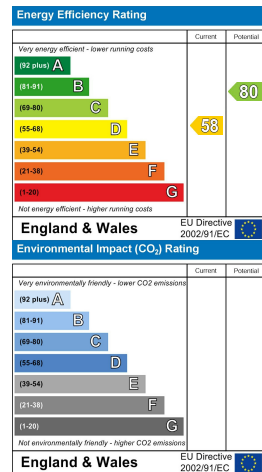 Energy Efficiency Rating
Current Potential
Very energy efficient - lower running costs
(92 plus) A
(81-91) B
80
(69-80) C
(55-68) D
58
(39-54) E
(21-38) F
(1-20) G
Not energy efficient - higher running costs
England & Wales
EU Directive
2002/91/EC
Environmental Impact (CO₂) Rating
Current Potential
Very environmentally friendly - lower CO2 emissions
(92 plus) A
(81-91) B
(69-80) C
(55-68) D
(39-54) E
(21-38) F
(1-20) G
Not environmentally friendly - higher CO2 emissions
England & Wales
EU Directive
2002/91/EC